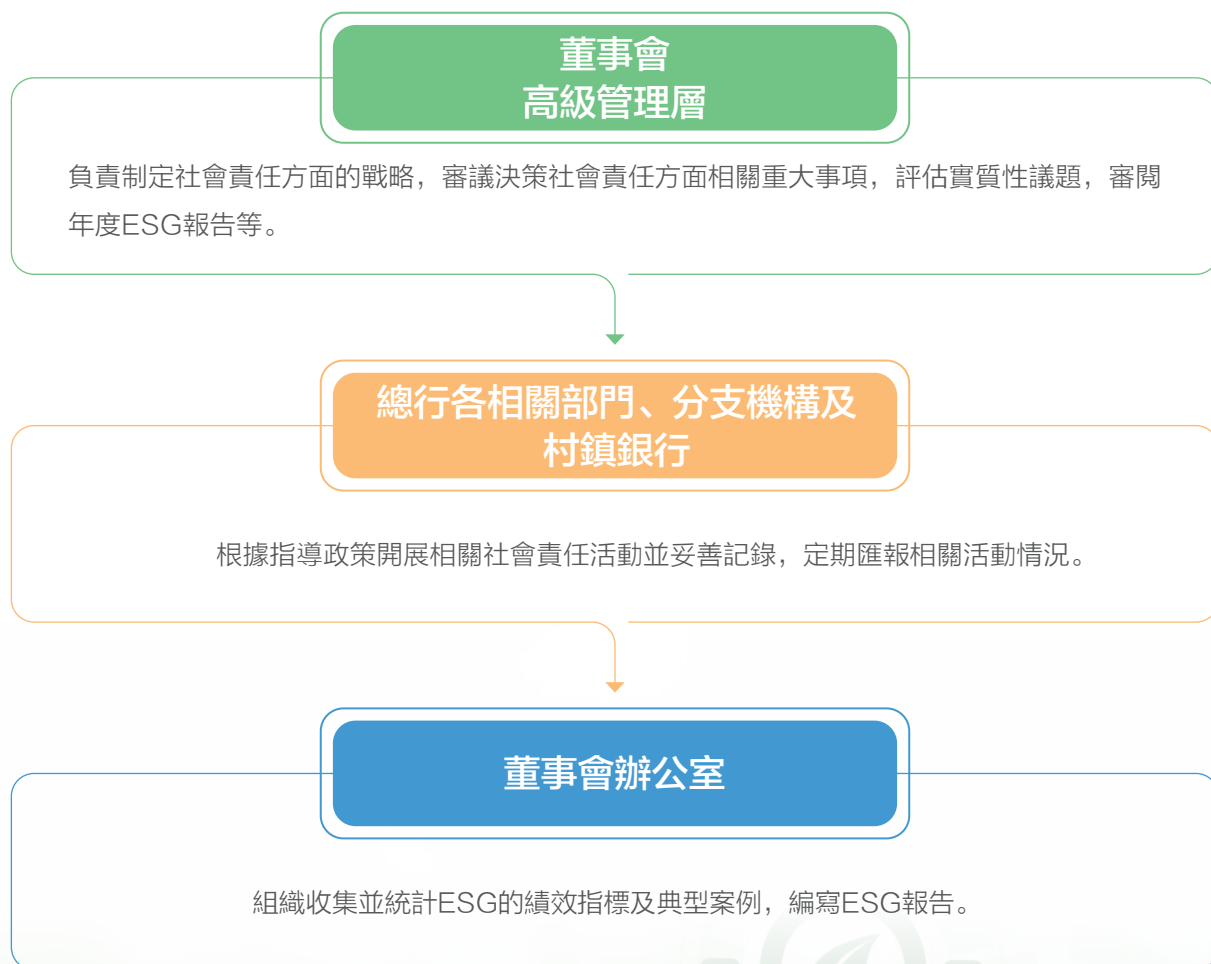 董事會
高級管理層
負責制定社會責任方面的戰略，審議決策社會責任方面相關重大事項，評估實質性議題，審閱
年度ESG報告等。
總行各相關部門、分支機構及
村鎮銀行
根據指導政策開展相關社會責任活動並妥善記錄，定期匯報相關活動情況。
董事會辦公室
組織收集並統計ESG的績效指標及典型案例，編寫ESG報告。